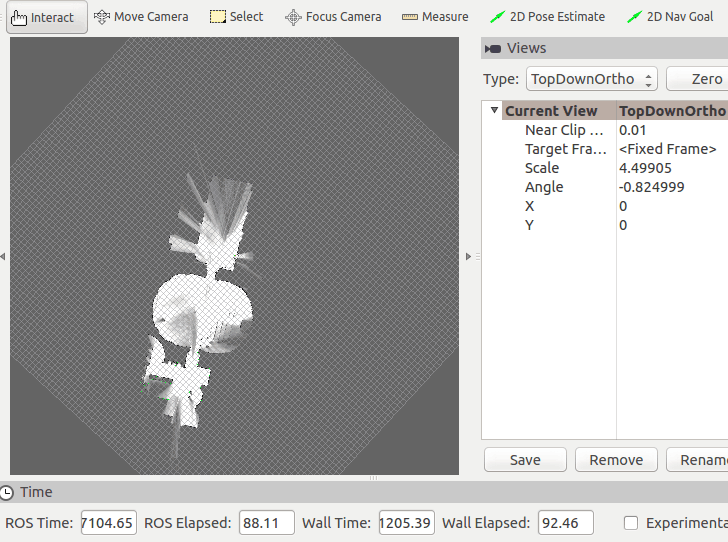 Interact Move Camera Select Focus Camera Measure 2D Pose Estimate 2D Nav Goal
Views
Type: TopDownOrtho Zero
Current View TopDownOrtho
Near Clip ... 0.01
Target Fra... <Fixed Frame>
Scale 4.49905
Angle -0.824999
X 0
Y 0
Save Remove Renam
Time
ROS Time: 7104.65 ROS Elapsed: 88.11 Wall Time: 1205.39 Wall Elapsed: 92.46 Experimenta